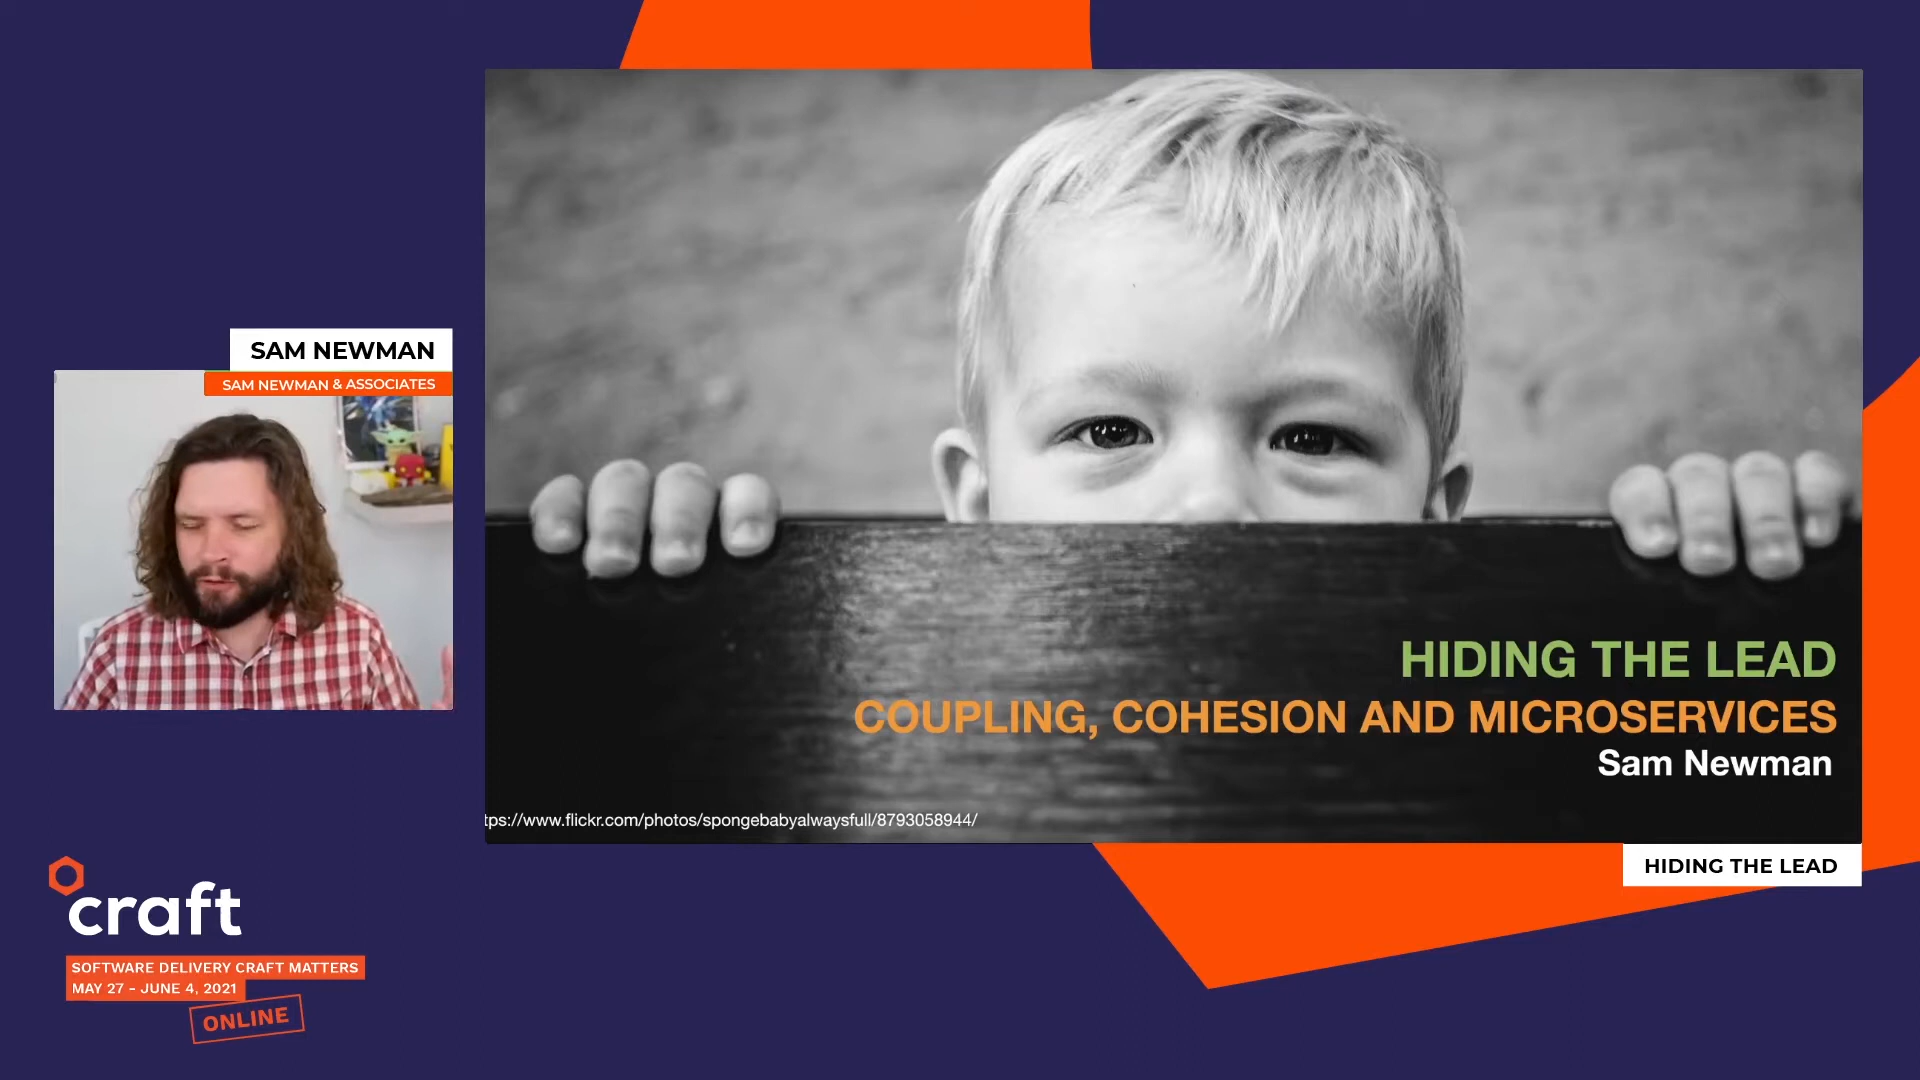 SAM NEWMAN
SAM NEWMAN & ASSOCIATES
HIDING THE LEAD
COUPLING, COHESION AND MICROSERVICES
Sam Newman
tps://www.flickr.com/photos/spongebabyalwaysfull/8793058944/
HIDING THE LEAD
craft
SOFTWARE DELIVERY CRAFT MATTERS
MAY 27 - JUNE 4, 2021
ONLINE